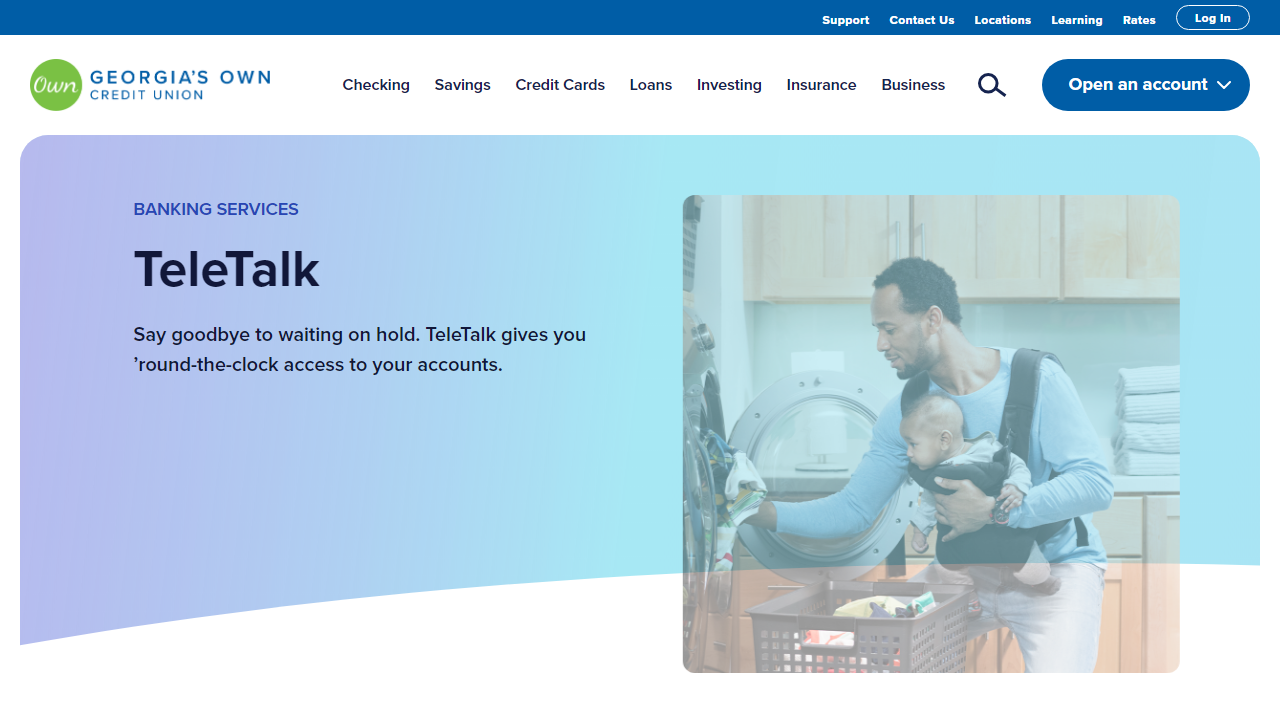 Support Contact Us Locations Learning Rates Log In
Own GEORGIA'S OWN
CREDIT UNION
Checking Savings Credit Cards Loans Investing Insurance Business Open an account
BANKING SERVICES
TeleTalk
Say goodbye to waiting on hold. TeleTalk gives you
’round-the-clock access to your accounts.